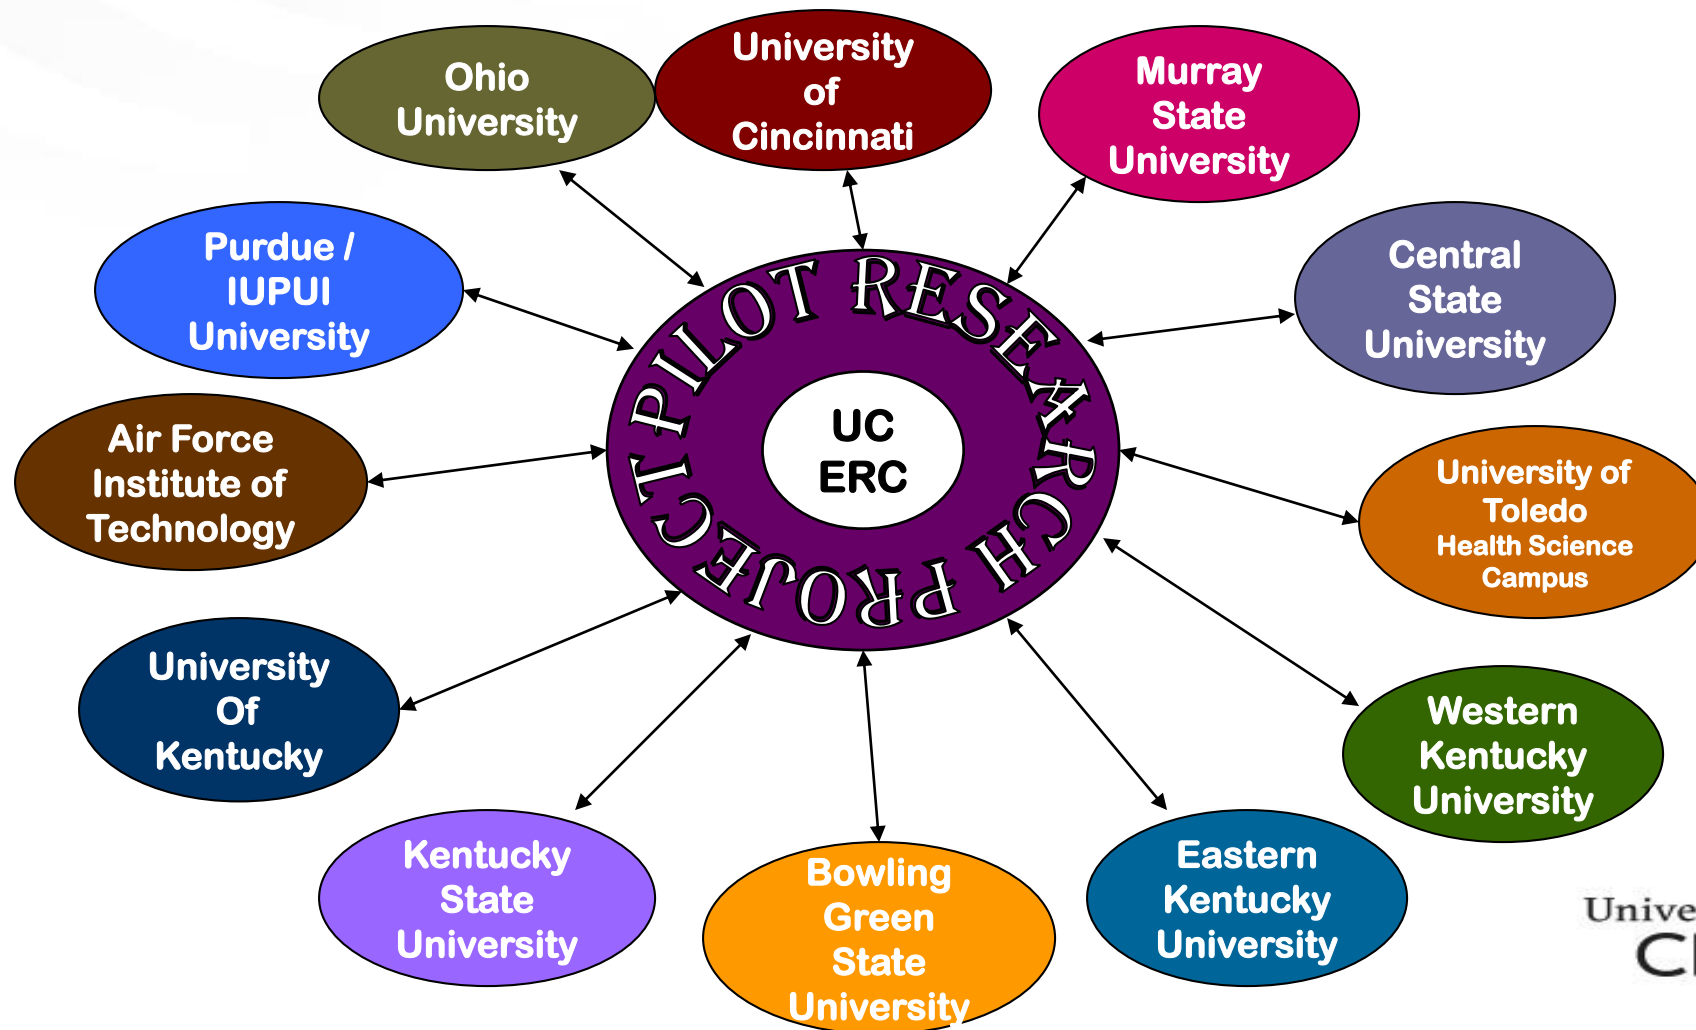 Ohio
University
University
of
Cincinnati
Murray
State
University
Purdue /
IUPUI
University
Central
State
University
PILOT RESEARCH PROJECT
UC
ERC
Air Force
Institute of
Technology
University of
Toledo
Health Science
Campus
University
Of
Kentucky
Western
Kentucky
University
Kentucky
State
University
Bowling
Green
State
University
Eastern
Kentucky
University